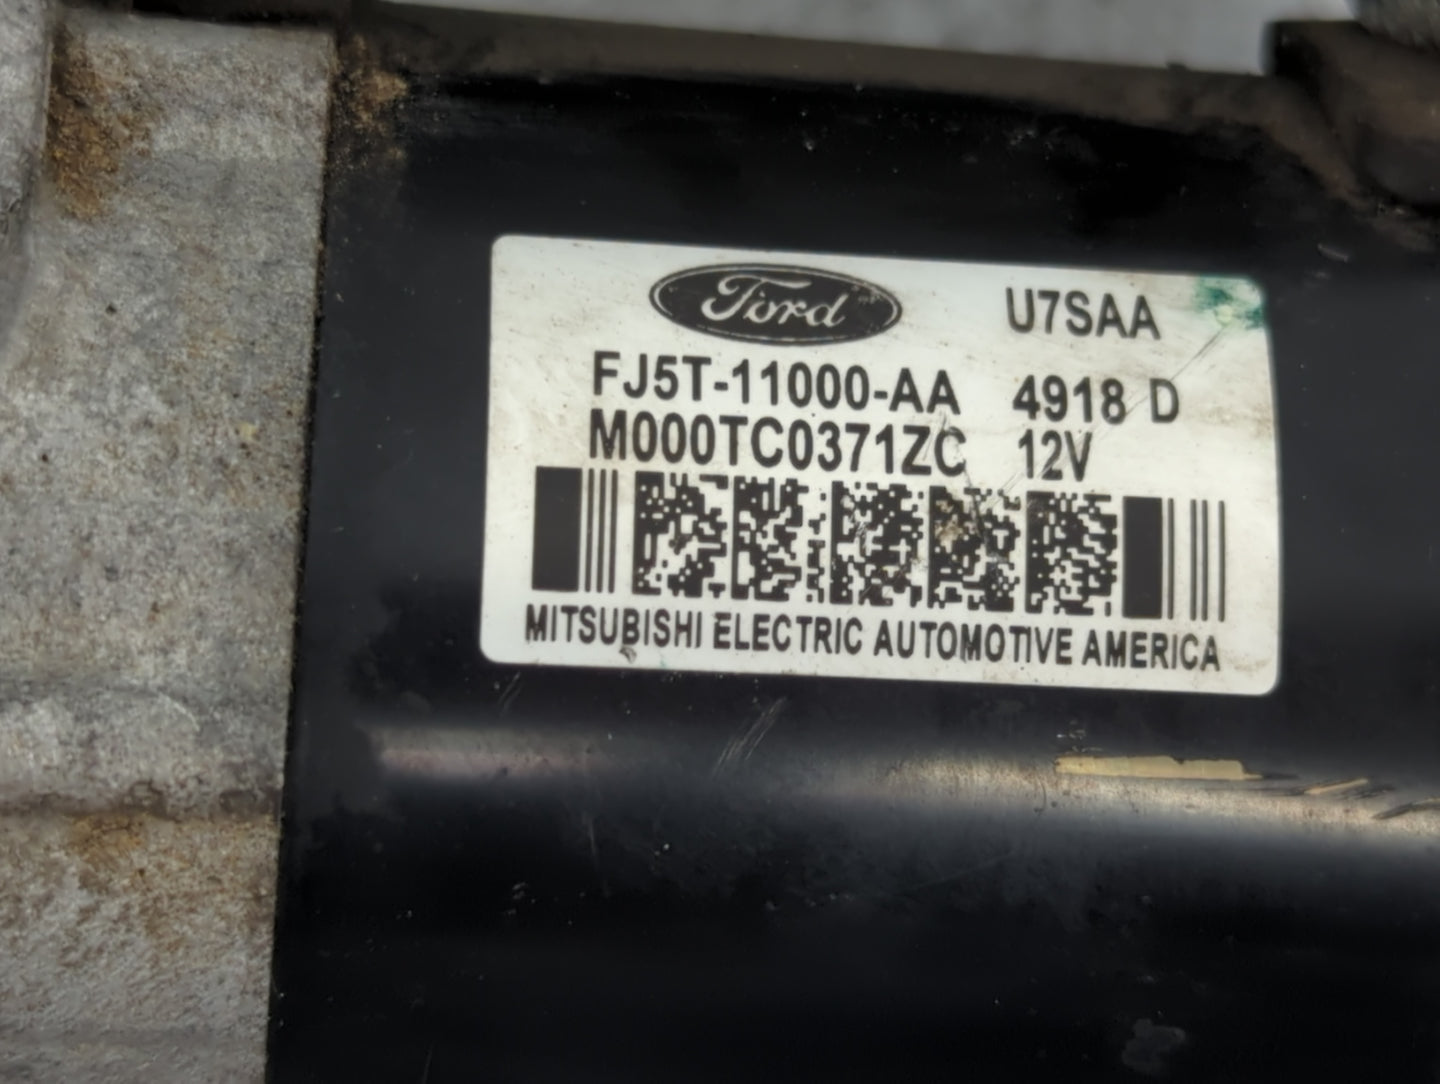 Ford U7SAA
FJ5T-11000-AA 4918 D
M000TC0371ZC 12V
MITSUBISHI ELECTRIC AUTOMOTIVE AMERICA